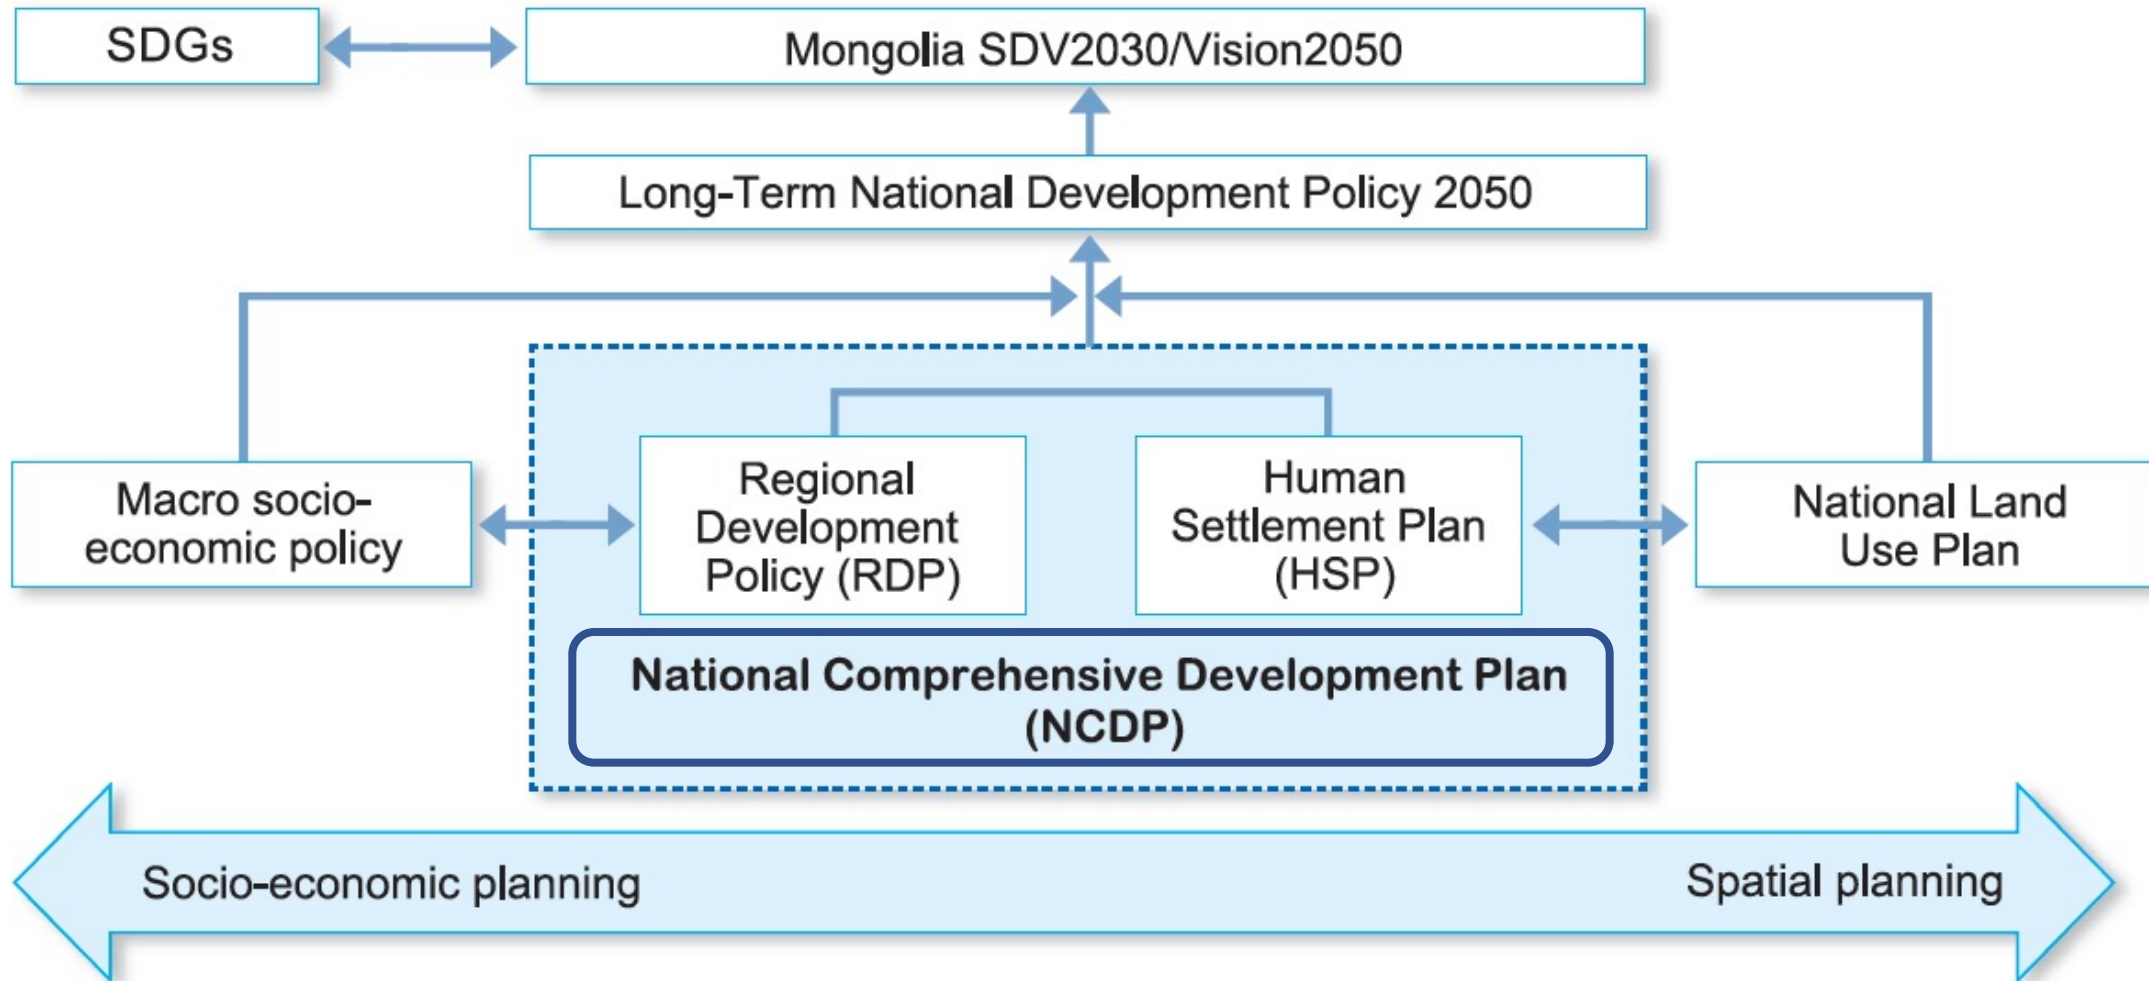 SDGs
Mongolia SDV2030/Vision2050
Long-Term National Development Policy 2050
Macro socio-
economic policy
Regional
Development
Policy (RDP)
Human
Settlement Plan
(HSP)
National Land
Use Plan
National Comprehensive Development Plan
(NCDP)
Socio-economic planning
Spatial planning